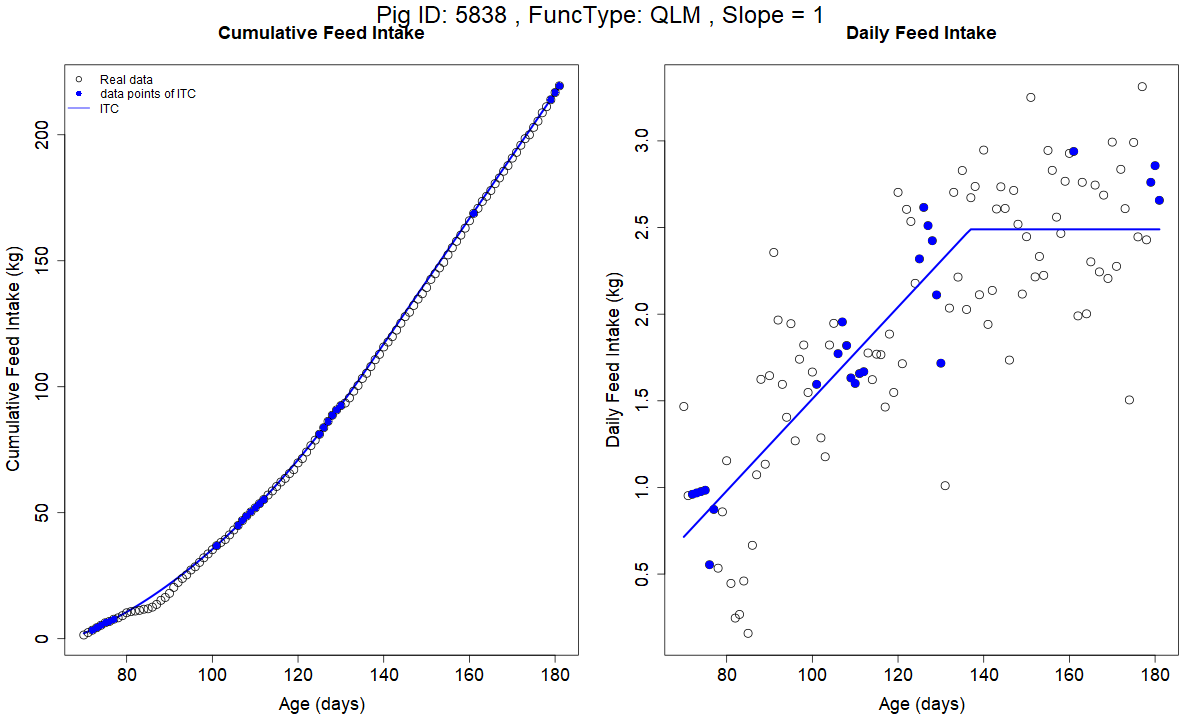 Pig ID: 5838 , FuncType: QLM , Slope = 1
Cumulative Feed Intake
Real data
data points of ITC
ITC
Cumulative Feed Intake (kg)
200
150
100
50
0
80 100 120 140 160 180
Age (days)
Daily Feed Intake
Daily Feed Intake (kg)
3.0
2.5
2.0
1.5
1.0
0.5
80 100 120 140 160 180
Age (days)